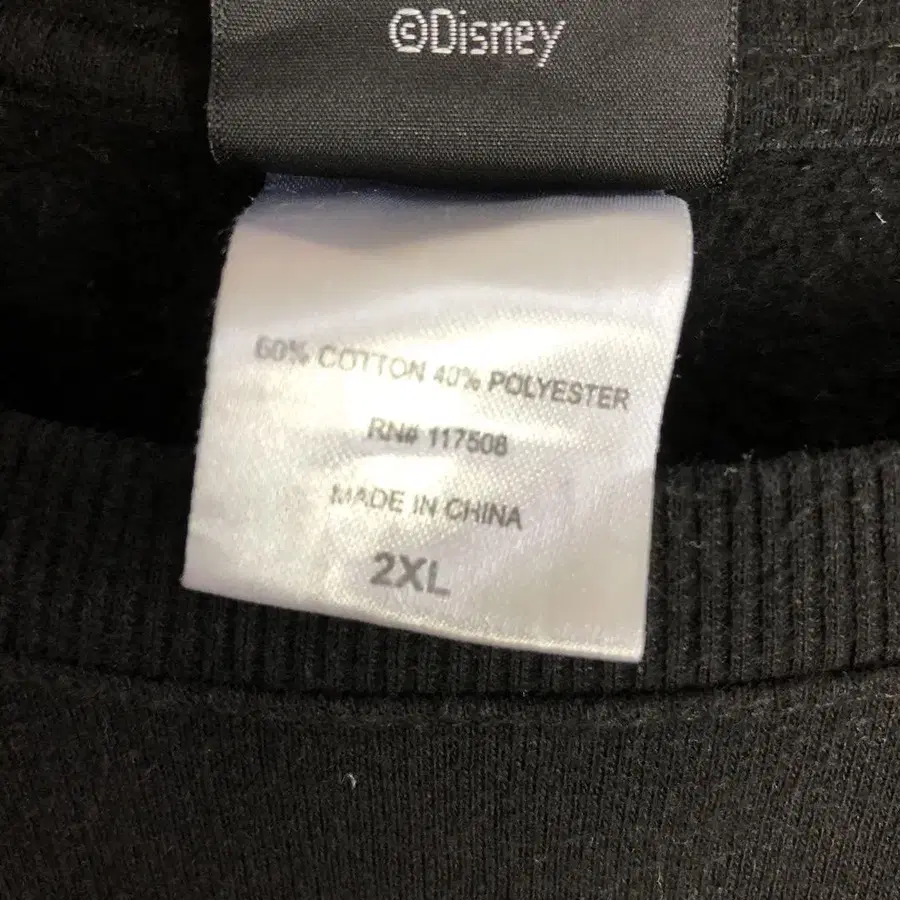 ©Disney
60% COTTON 40% POLYESTER
RN# 117508
MADE IN CHINA
2XL